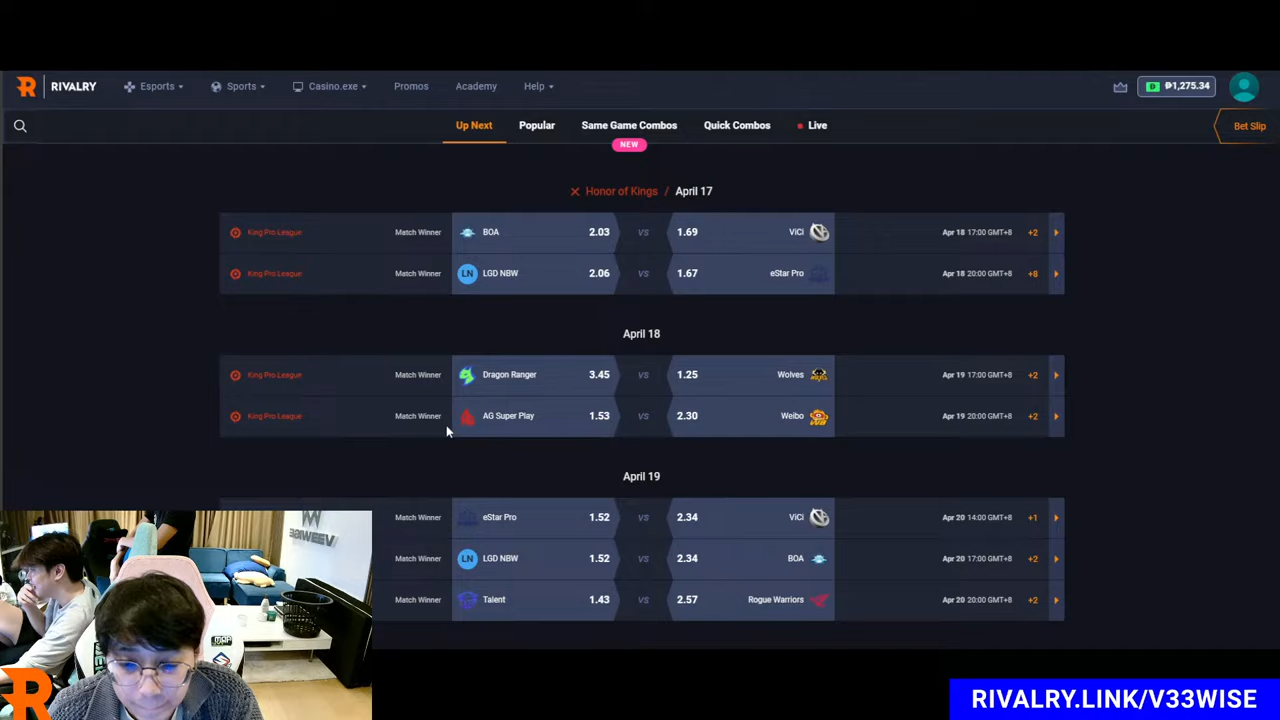 RIVALRY Esports Sports Casino.exe Promos Academy Help ₱1,275.34
Up Next Popular Same Game Combos Quick Combos Live Bet Slip
NEW
Honor of Kings / April 17
King Pro League Match Winner BOA 2.03 VS 1.69 ViCi Apr 18 17:00 GMT+8 +2
King Pro League Match Winner LN LGD NBW 2.06 VS 1.67 eStar Pro Apr 18 20:00 GMT+8 +8
April 18
King Pro League Match Winner Dragon Ranger 3.45 VS 1.25 Wolves Apr 19 17:00 GMT+8 +2
King Pro League Match Winner AG Super Play 1.53 VS 2.30 Weibo Apr 19 20:00 GMT+8 +2
April 19
Match Winner eStar Pro 1.52 VS 2.34 ViCi Apr 20 14:00 GMT+8 +1
Match Winner LN LGD NBW 1.52 VS 2.34 BOA Apr 20 17:00 GMT+8 +2
Match Winner Talent 1.43 VS 2.57 Rogue Warriors Apr 20 20:00 GMT+8 +2
RIVALRY.LINK/V33WISE